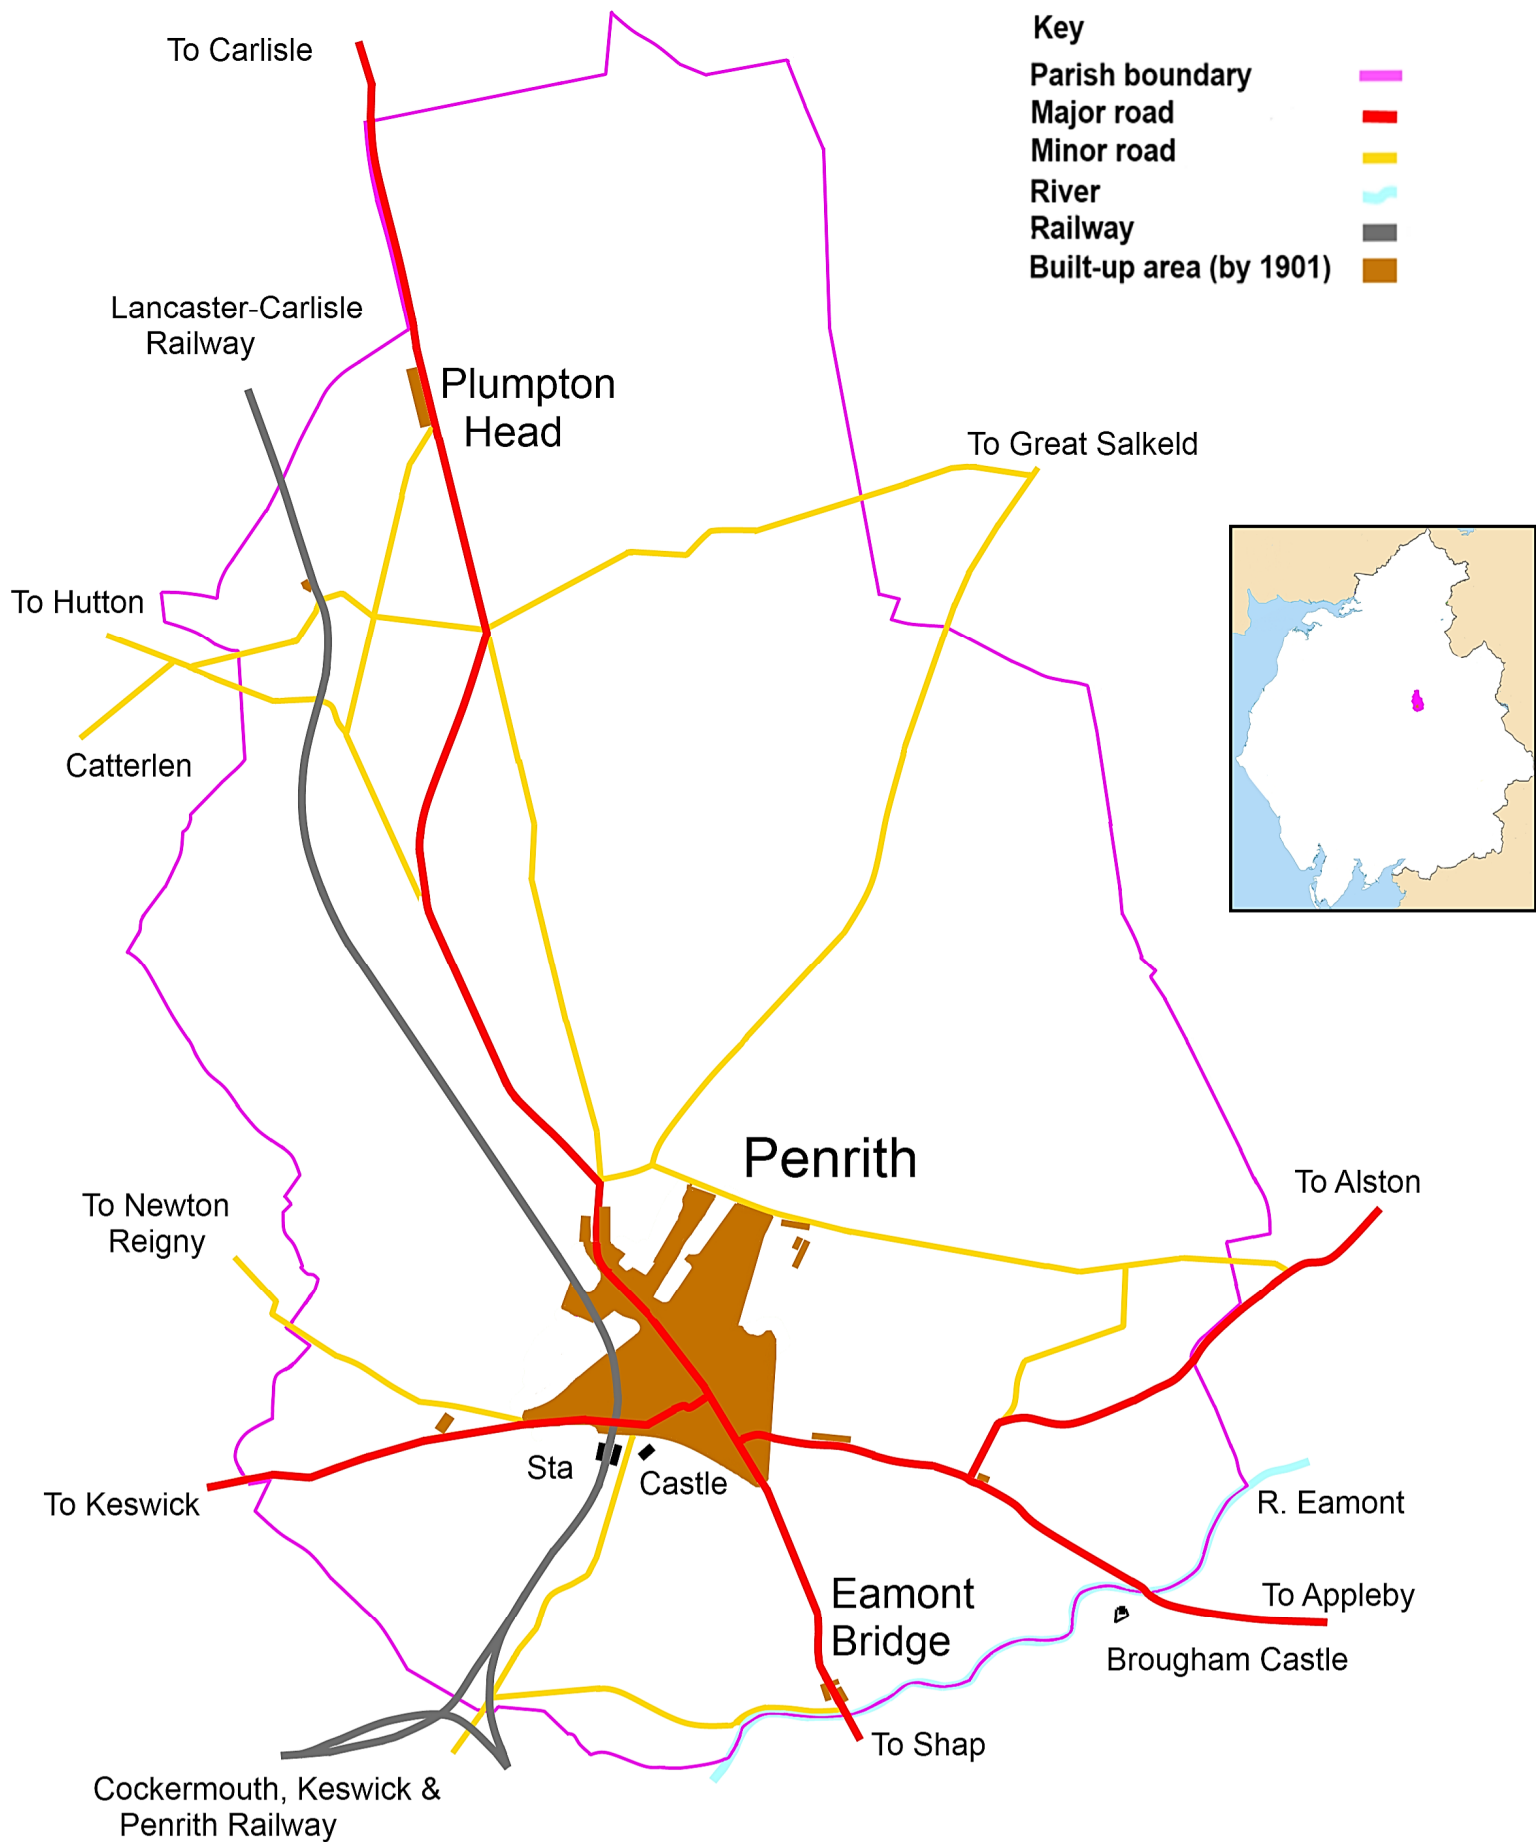 To Carlisle
Key
Parish boundary
Major road
Minor road
River
Railway
Built-up area (by 1901)
Lancaster-Carlisle
Railway
Plumpton
Head
To Great Salkeld
To Hutton
Catterlen
Penrith
To Alston
To Newton
Reigny
Sta
Castle
To Keswick
R. Eamont
Eamont
Bridge
To Appleby
Brougham Castle
To Shap
Cockermouth, Keswick &
Penrith Railway